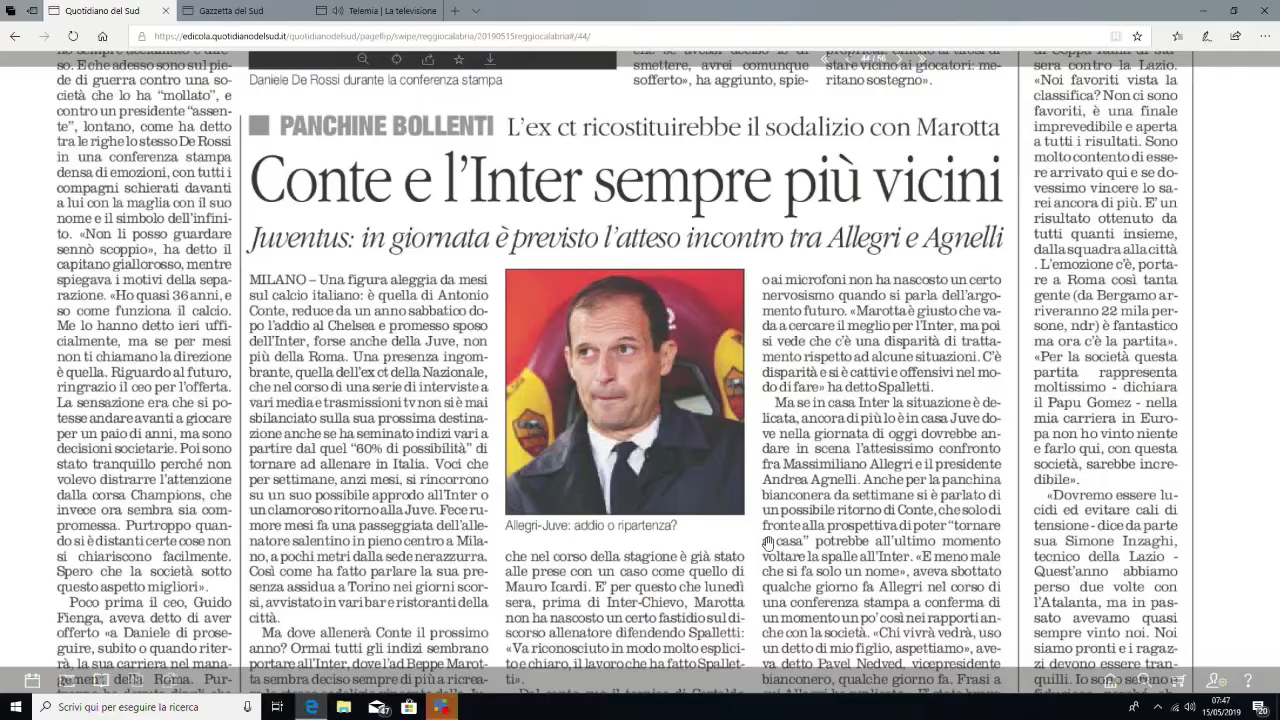 Quotidiano del Sud
Gazzetta del Sud
Telemia | La televisione
https://edicola.quotidianodelsud.it/pageflip/swipe/reggiocalabria/20190515reggiocalabria#/44/
so. E che adesso sono sul pie-
de di guerra contro una so-
cietà che lo ha “mollato”, e
contro un presidente “assen-
te”, lontano, come ha detto
tra le righe lo stesso De Rossi
in una conferenza stampa
densa di emozioni, con tutti i
compagni schierati davanti
a lui con la maglia con il suo
nome e il simbolo dell’infini-
to. «Non li posso guardare
sennò scoppio», ha detto il
capitano giallorosso, mentre
spiegava i motivi della sepa-
razione. «Ho quasi 36 anni, e
so come funziona il calcio.
Me lo hanno detto ieri uffi-
cialmente, ma se per mesi
non ti chiamano la direzione
è quella. Riguardo al futuro,
ringrazio il ceo per l’offerta.
La sensazione era che si po-
tesse andare avanti a giocare
per un paio di anni, ma sono
decisioni societarie. Poi sono
stato tranquillo perché non
volevo distrarre l’attenzione
dalla corsa Champions, che
invece ora sembra sia com-
promessa. Purtroppo quan-
do si è distanti certe cose non
si chiariscono facilmente.
Spero che la società sotto
questo aspetto migliori».
Poco prima il ceo, Guido
Fienga, aveva detto di aver
offerto «a Daniele di prose-
guire, subito o quando riter-
rà, la sua carriera nel mana-
gement della Roma. Pur-
Daniele De Rossi durante la conferenza stampa
smettere, avrei comunque
sofferto», ha aggiunto, spie-
stare vicino ai giocatori: me-
ritano sostegno».
44 / 56
PANCHINE BOLLENTI L’ex ct ricostituirebbe il sodalizio con Marotta
Conte e l’Inter sempre più vicini
Juventus: in giornata è previsto l’atteso incontro tra Allegri e Agnelli
MILANO – Una figura aleggia da mesi
sul calcio italiano: è quella di Antonio
Conte, reduce da un anno sabbatico do-
po l’addio al Chelsea e promesso sposo
dell’Inter, forse anche della Juve, non
più della Roma. Una presenza ingom-
brante, quella dell’ex ct della Nazionale,
che nel corso di una serie di interviste a
vari media e trasmissioni tv non si è mai
sbilanciato sulla sua prossima destina-
zione anche se ha seminato indizi vari a
partire dal quel “60% di possibilità” di
tornare ad allenare in Italia. Voci che
per settimane, anzi mesi, si rincorrono
su un suo possibile approdo all’Inter o
un clamoroso ritorno alla Juve. Fece ru-
more mesi fa una passeggiata dell’alle-
natore salentino in pieno centro a Mila-
no, a pochi metri dalla sede nerazzurra.
Così come ha fatto parlare la sua pre-
senza assidua a Torino nei giorni scor-
si, avvistato in vari bar e ristoranti della
città.
Ma dove allenerà Conte il prossimo
anno? Ormai tutti gli indizi sembrano
portare all’Inter, dove l’ad Beppe Marot-
ta sembra deciso sempre di più a ricrea-
Allegri-Juve: addio o ripartenza?
che nel corso della stagione è già stato
alle prese con un caso come quello di
Mauro Icardi. E’ per questo che lunedì
sera, prima di Inter-Chievo, Marotta
non ha nascosto un certo fastidio sul di-
scorso allenatore difendendo Spalletti:
«Va riconosciuto in modo molto esplici-
to e chiaro, il lavoro che ha fatto Spallet-
ti».
o ai microfoni non ha nascosto un certo
nervosismo quando si parla dell’argo-
mento futuro. «Marotta è giusto che va-
da a cercare il meglio per l’Inter, ma poi
si vede che c’è una disparità di tratta-
mento rispetto ad alcune situazioni. C’è
disparità e si è cattivi e offensivi nel mo-
do di fare» ha detto Spalletti.
Ma se in casa Inter la situazione è de-
licata, ancora di più lo è in casa Juve do-
ve nella giornata di oggi dovrebbe an-
dare in scena l’attesissimo confronto
fra Massimiliano Allegri e il presidente
Andrea Agnelli. Anche per la panchina
bianconera da settimane si è parlato di
un possibile ritorno di Conte, che solo di
fronte alla prospettiva di poter “tornare
casa” potrebbe all’ultimo momento
voltare la spalle all’Inter. «E meno male
che si fa solo un nome», aveva sbottato
qualche giorno fa Allegri nel corso di
una conferenza stampa a conferma di
un momento un po’ così nei rapporti an-
che con la società. «Chi vivrà vedrà, uso
un detto di mio figlio, aspettiamo», ave-
va detto Pavel Nedved, vicepresidente
bianconero, qualche giorno fa. Frasi a
sera contro la Lazio.
«Noi favoriti vista la
classifica? Non ci sono
favoriti, è una finale
imprevedibile e aperta
a tutti i risultati. Sono
molto contento di esse-
re arrivato qui e se do-
vessimo vincere lo sa-
rei ancora di più. E’ un
risultato ottenuto da
tutti quanti insieme,
dalla squadra alla città
. L’emozione c’è, porta-
re a Roma così tanta
gente (da Bergamo ar-
riveranno 22 mila per-
sone, ndr) è fantastico
ma ora c’è la partita».
«Per la società questa
partita rappresenta
moltissimo - dichiara
il Papu Gomez - nella
mia carriera in Euro-
pa non ho vinto niente
e farlo qui, con questa
società, sarebbe incre-
dibile».
«Dovremo essere lu-
cidi ed evitare cali di
tensione - dice da parte
sua Simone Inzaghi,
tecnico della Lazio -
Quest’anno abbiamo
perso due volte con
l’Atalanta, ma in pas-
sato avevamo quasi
sempre vinto noi. Noi
siamo pronti e i ragaz-
zi devono essere tran-
quilli. Io sono sereno e
Scrivi qui per eseguire la ricerca
47
07:47
15/05/2019
20